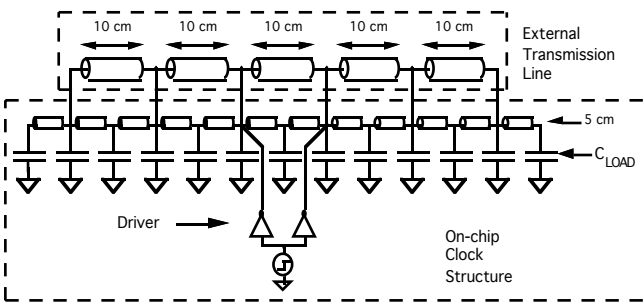 10 cm 10 cm 10 cm 10 cm 10 cm
External
Transmission
Line
5 cm
C LOAD
Driver
On-chip
Clock
Structure